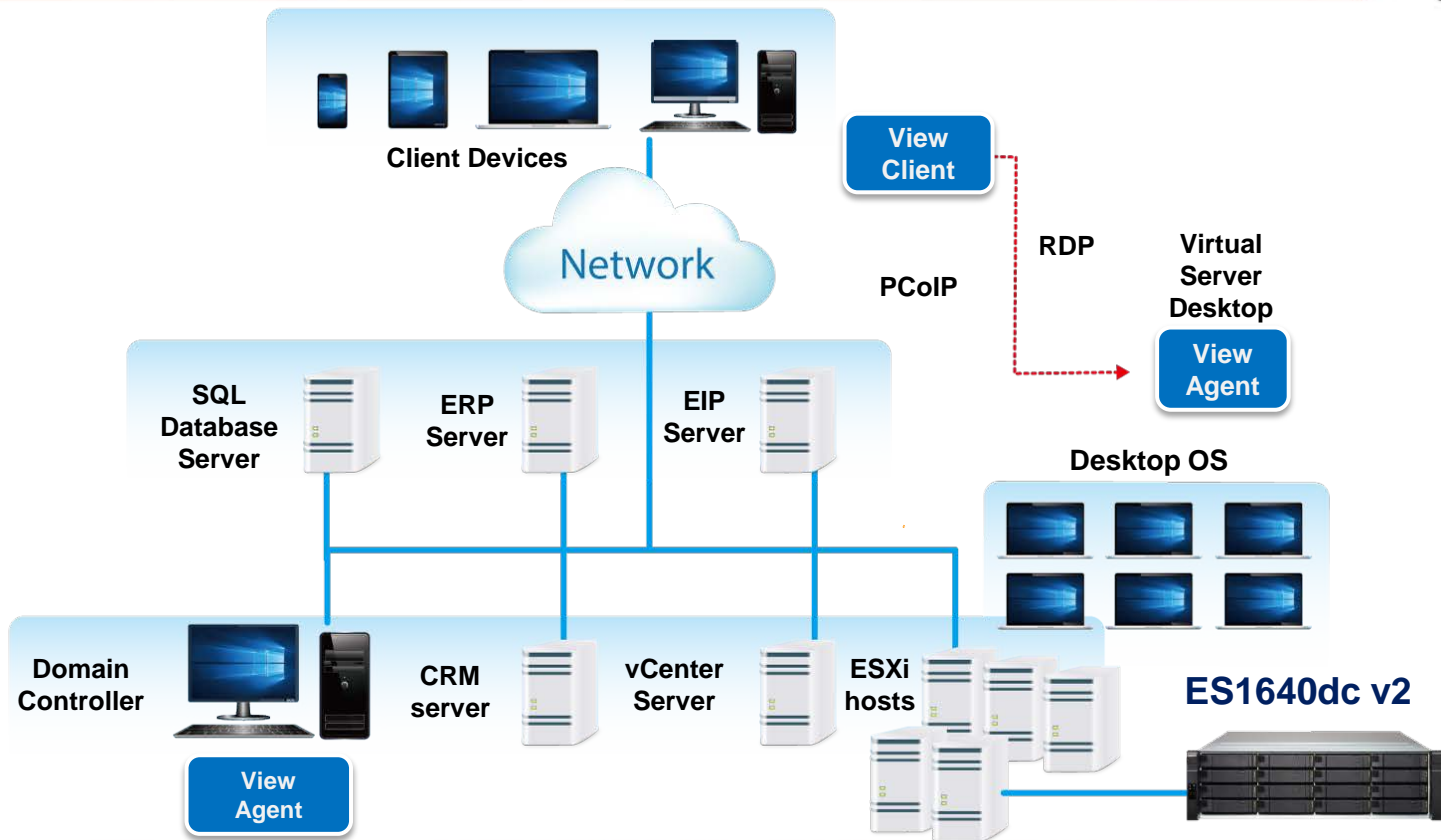 Client Devices
View
Client
Network
RDP
PCoIP
Virtual
Server
Desktop
View
Agent
SQL
Database
Server
ERP
Server
EIP
Server
Desktop OS
Domain
Controller
CRM
server
vCenter
Server
ESXi
hosts
ES1640dc v2
View
Agent